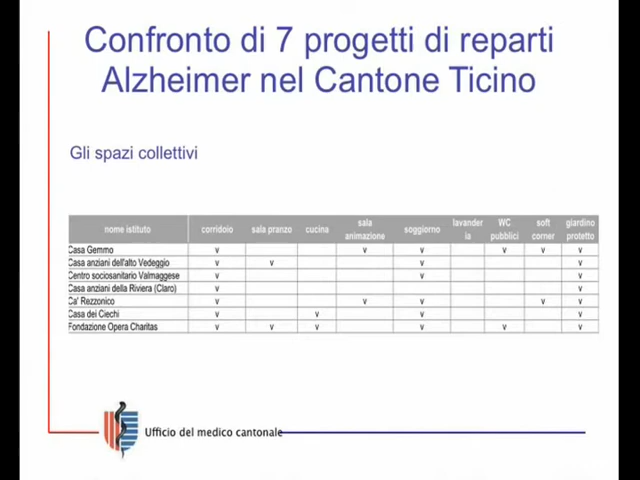 Confronto di 7 progetti di reparti
Alzheimer nel Cantone Ticino
Gli spazi collettivi
nome istituto corridoio sala pranzo cucina sala animazione soggiorno lavander ia WC pubblici soft corner giardino protetto
Casa Gemmo v v v v v v
Casa anziani dell'alto Vedeggio v v v v
Centro sociosanitario Valmaggese v v v
Casa anziani della Riviera (Claro) v v
Ca' Rezzonico v v v v v
Casa dei Ciechi v v v v
Fondazione Opera Charitas v v v v v v
Ufficio del medico cantonale